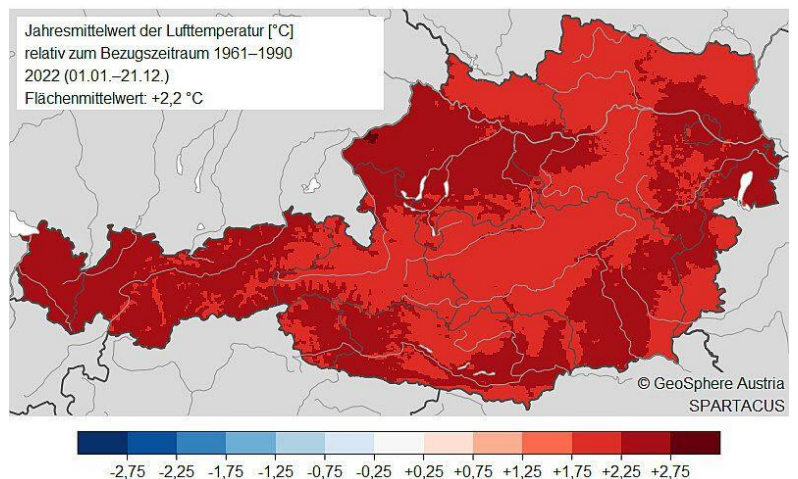 Jahresmittelwert der Lufttemperatur [°C]
relativ zum Bezugszeitraum 1961–1990
2022 (01.01.–21.12.)
Flächenmittelwert: +2,2 °C
© GeoSphere Austria
SPARTACUS
-2,75 -2,25 -1,75 -1,25 -0,75 -0,25 +0,25 +0,75 +1,25 +1,75 +2,25 +2,75